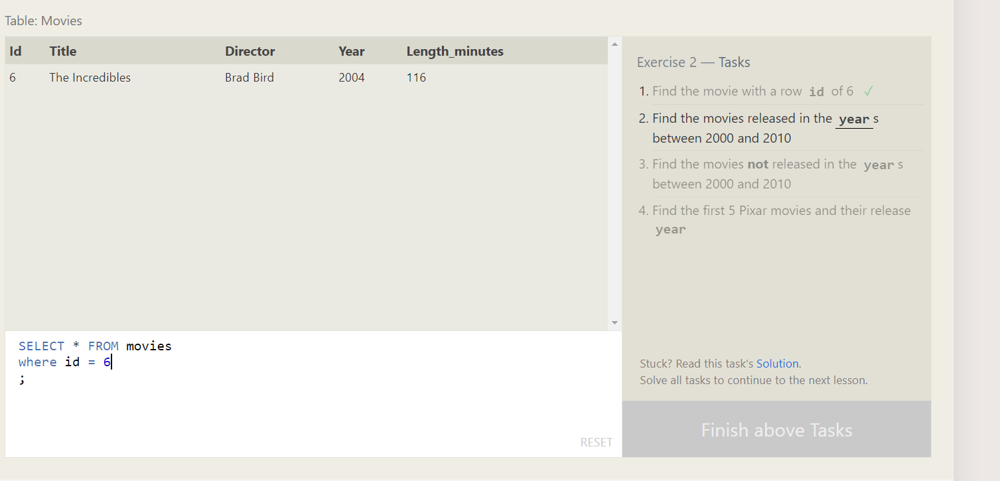 Table: Movies
Id Title Director Year Length_minutes
6 The Incredibles Brad Bird 2004 116
SELECT * FROM movies
where id = 6
;
RESET
Exercise 2 — Tasks
1. Find the movie with a row id of 6 ✓
2. Find the movies released in the years
between 2000 and 2010
3. Find the movies not released in the years
between 2000 and 2010
4. Find the first 5 Pixar movies and their release
year
Stuck? Read this task's Solution.
Solve all tasks to continue to the next lesson.
Finish above Tasks